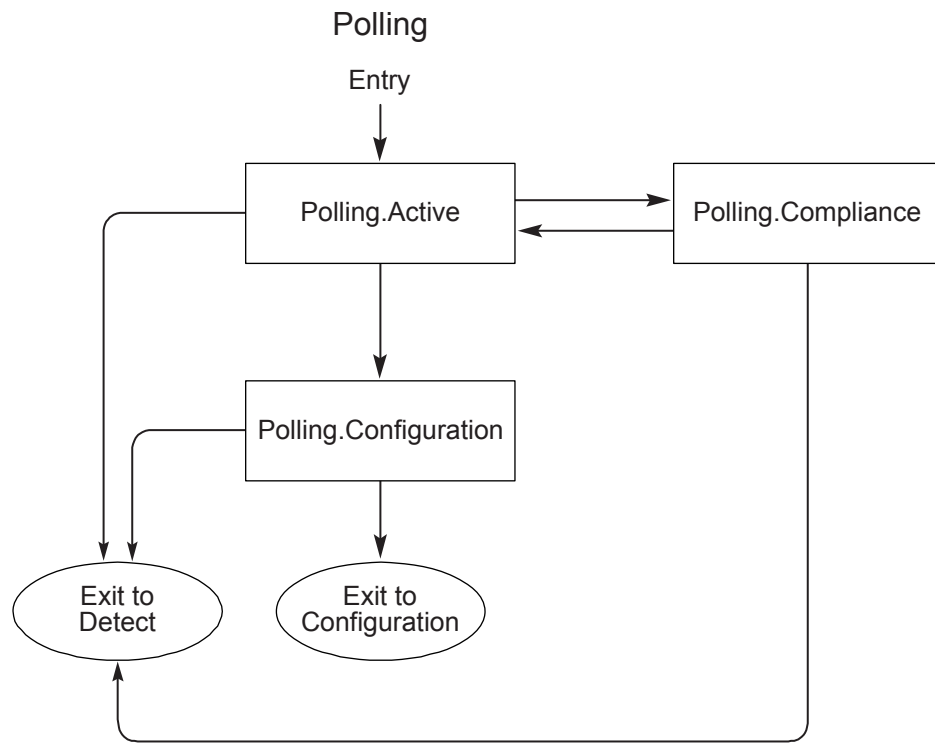 Polling
Entry
Polling.Active
Polling.Compliance
Polling.Configuration
Exit to
Detect
Exit to
Configuration